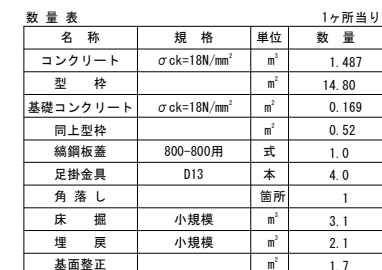 数 量 表 1ヶ所当り
名 称 規 格 単位 数 量
コンクリート σck=18N/mm² m³ 1.487
型 枠 m² 14.80
基礎コンクリート σck=18N/mm² m² 0.169
同上型枠 m² 0.52
縞鋼板蓋 800-800用 式 1.0
足掛金具 D13 本 4.0
角 落 し 箇所 1
床 掘 小規模 m³ 3.1
埋 戻 小規模 m³ 2.1
基面整正 m² 1.7